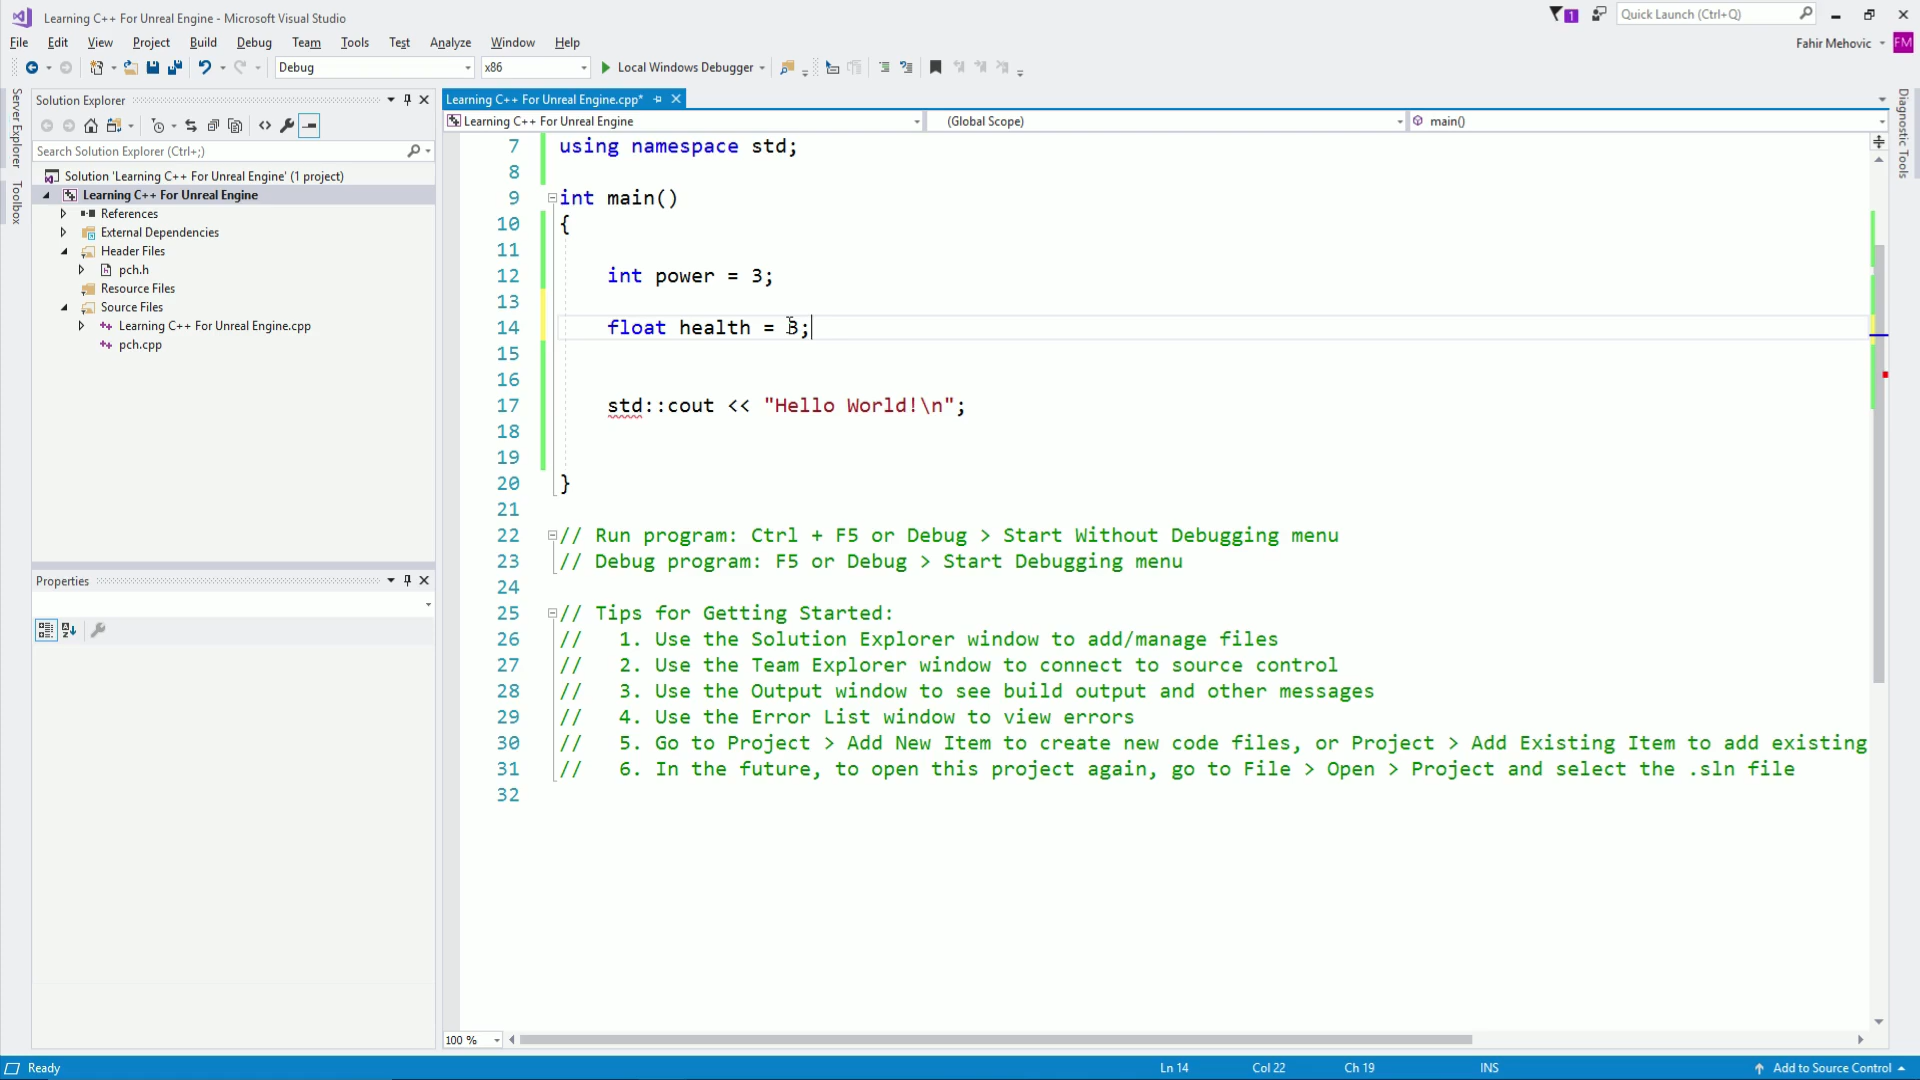 Learning C++ For Unreal Engine - Microsoft Visual Studio
1
Quick Launch (Ctrl+Q)
File Edit View Project Build Debug Team Tools Test Analyze Window Help
Fahir Mehovic
FM
Debug
x86
Local Windows Debugger
Server Explorer
Toolbox
Solution Explorer
Search Solution Explorer (Ctrl+;)
Solution 'Learning C++ For Unreal Engine' (1 project)
Learning C++ For Unreal Engine
References
External Dependencies
Header Files
pch.h
Resource Files
Source Files
Learning C++ For Unreal Engine.cpp
pch.cpp
Properties
Learning C++ For Unreal Engine.cpp*
Learning C++ For Unreal Engine
(Global Scope)
main()
Diagnostic Tools
7 using namespace std;
8
9 int main()
10 {
11
12 int power = 3;
13
14 float health = 3;
15
16
17 std::cout << "Hello World!\n";
18
19
20 }
21
22 // Run program: Ctrl + F5 or Debug > Start Without Debugging menu
23 // Debug program: F5 or Debug > Start Debugging menu
24
25 // Tips for Getting Started:
26 // 1. Use the Solution Explorer window to add/manage files
27 // 2. Use the Team Explorer window to connect to source control
28 // 3. Use the Output window to see build output and other messages
29 // 4. Use the Error List window to view errors
30 // 5. Go to Project > Add New Item to create new code files, or Project > Add Existing Item to add existing
31 // 6. In the future, to open this project again, go to File > Open > Project and select the .sln file
32
100 %
Ready
Ln 14 Col 22 Ch 19 INS
Add to Source Control